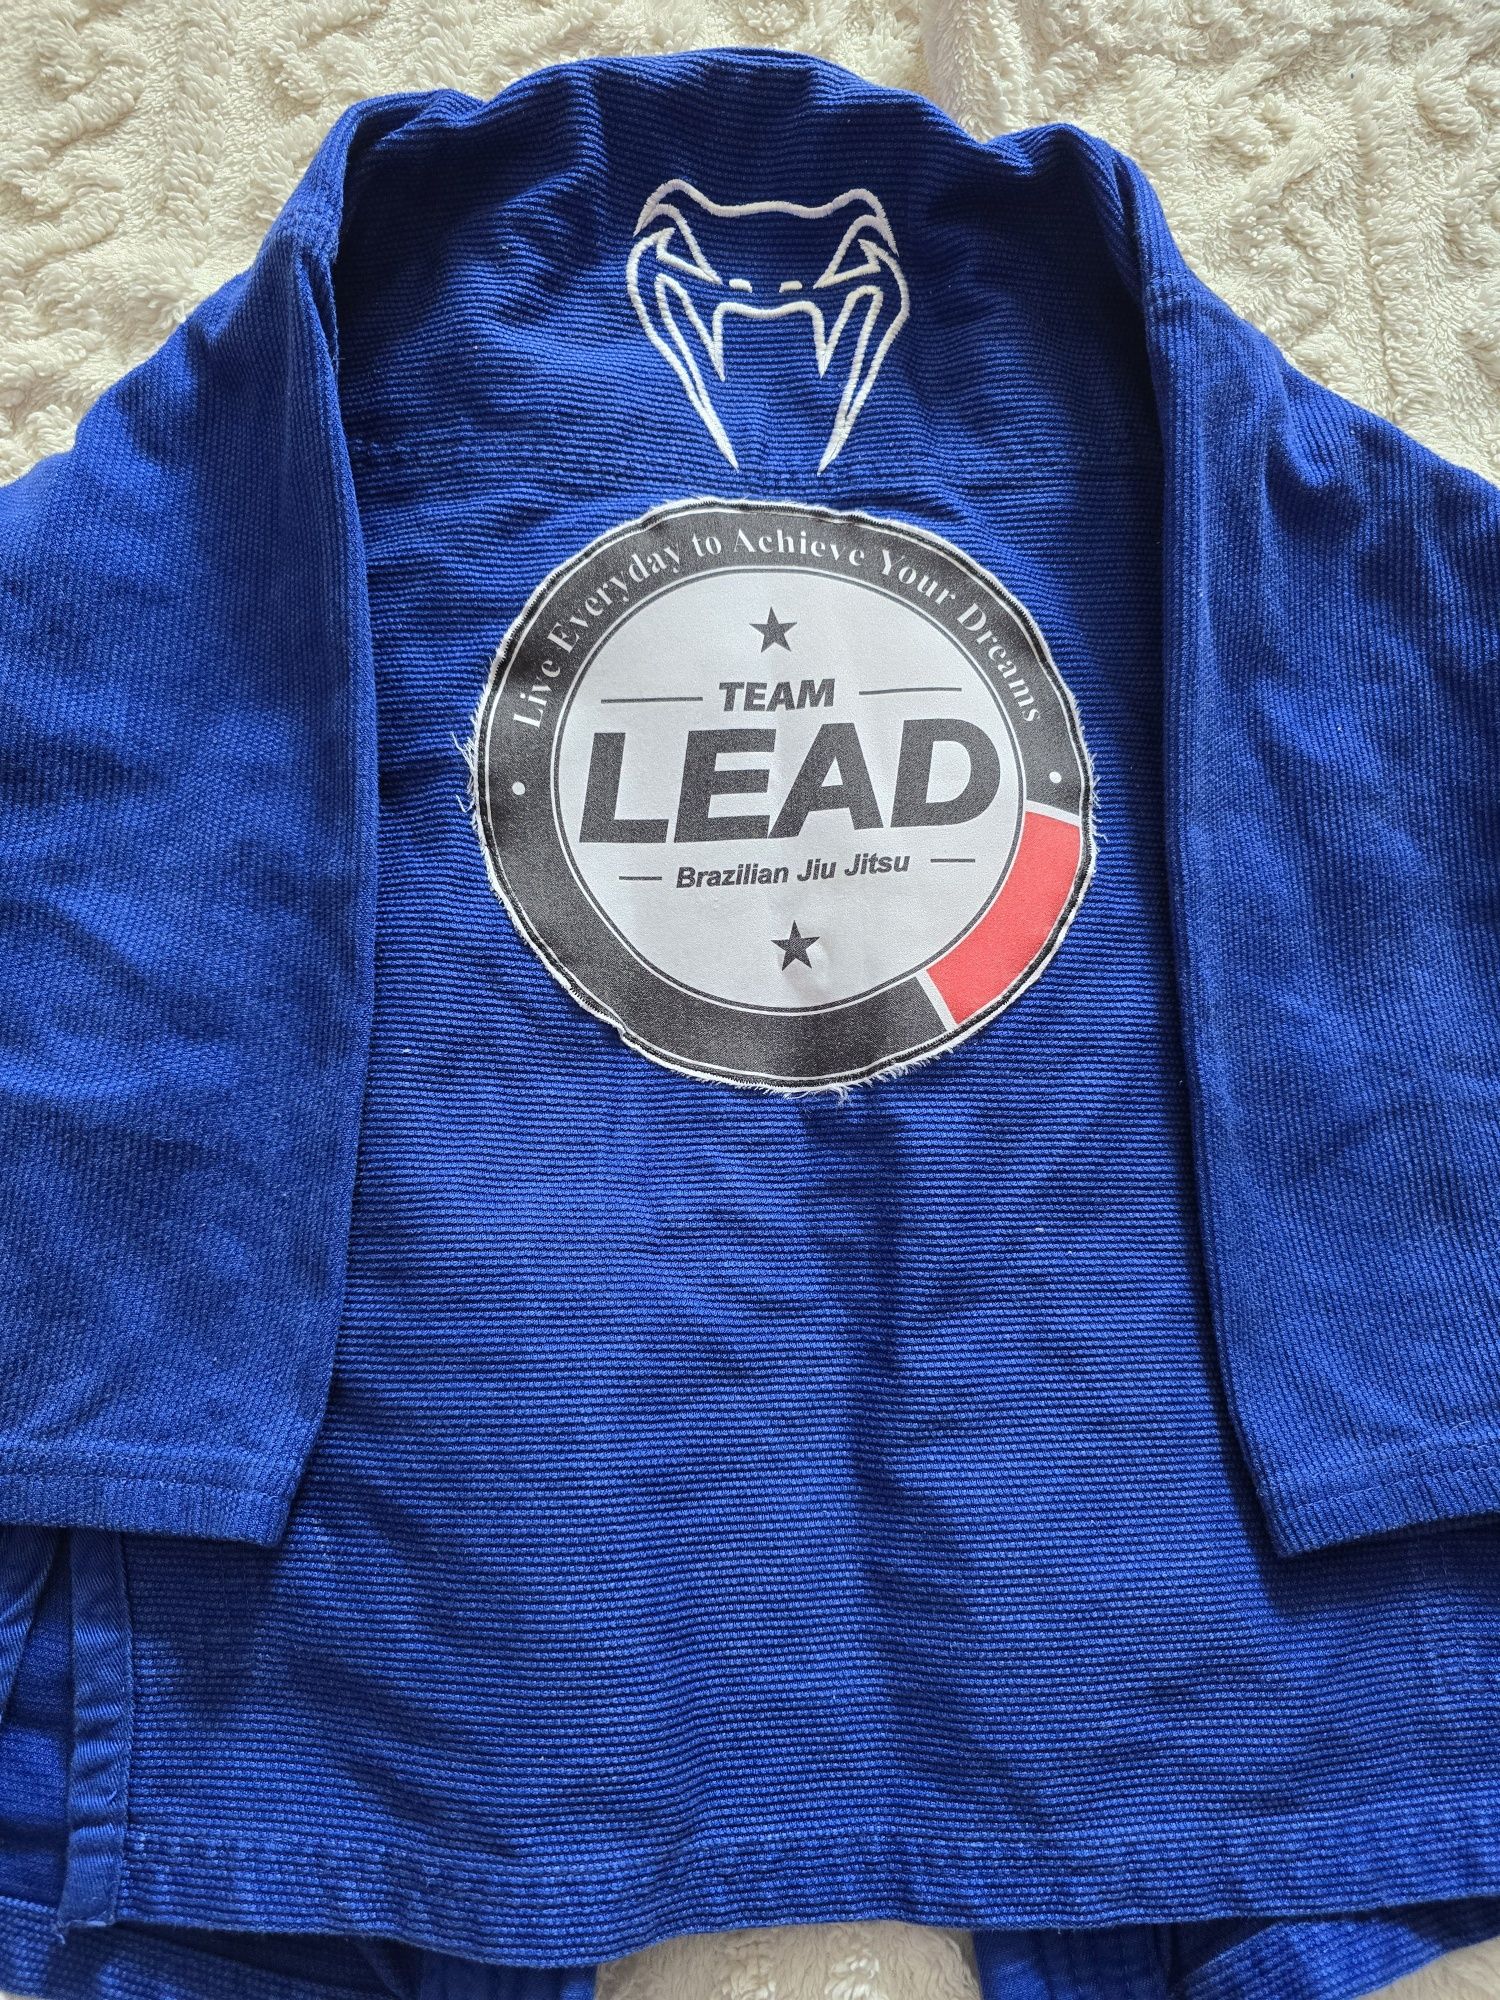 Live Everyday to Achieve Your Dreams
TEAM
LEAD
Brazilian Jiu Jitsu